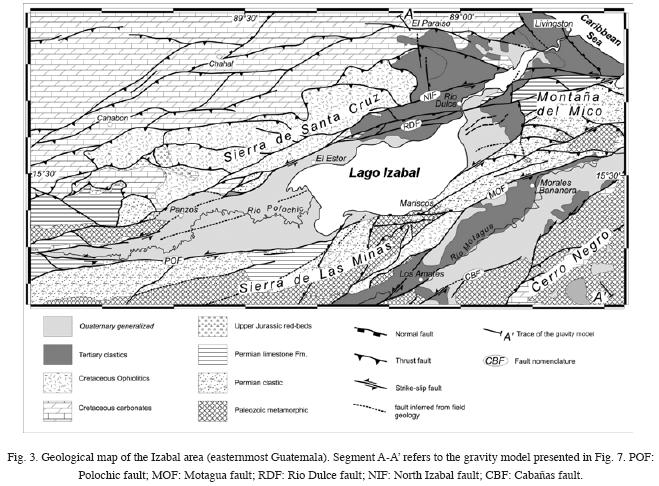 89°30'
A
89°00'
El Paraiso
Livingston
Caribbean
Sea
Chahal
NIF
Rio
Dulce
Montaña
del Mico
Cahabon
Sierra de Santa Cruz
RDF
El Estor
Lago Izabal
15°30'
15°30'
MOF
Morales
Bananera
Mariscos
Panzos
Rio Polochic
Rio Motagua
POF
Sierra de Las Minas
Los Amates
CBF
Cerro Negro
A'
Quaternary generalized
Upper Jurassic red-beds
Normal fault
A' Trace of the gravity model
Tertiary clastics
Permian limestone Fm.
Thrust fault
CBF Fault nomenclature
Cretaceous Ophiolitics
Permian clastic
Strike-slip fault
Cretaceous carbonates
Paleozoic metamorphic
fault inferred from field
geology
Fig. 3. Geological map of the Izabal area (easternmost Guatemala). Segment A-A' refers to the gravity model presented in Fig. 7. POF:
Polochic fault; MOF: Motagua fault; RDF: Rio Dulce fault; NIF: North Izabal fault; CBF: Cabañas fault.